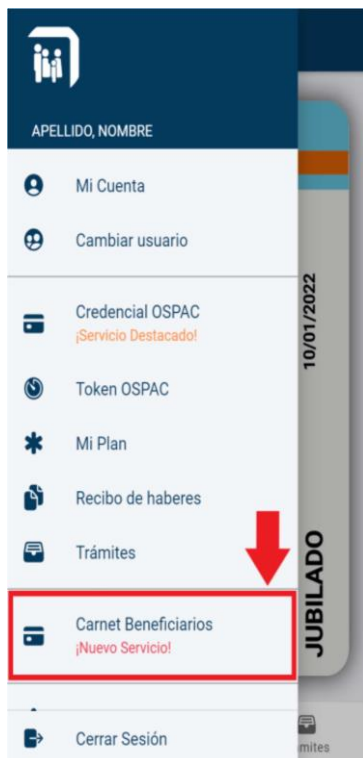 APELLIDO, NOMBRE
Mi Cuenta
Cambiar usuario
Credencial OSPAC
¡Servicio Destacado!
Token OSPAC
Mi Plan
Recibo de haberes
Trámites
Carnet Beneficiarios
¡Nuevo Servicio!
Cerrar Sesión
10/01/2022
JUBILADO
mites